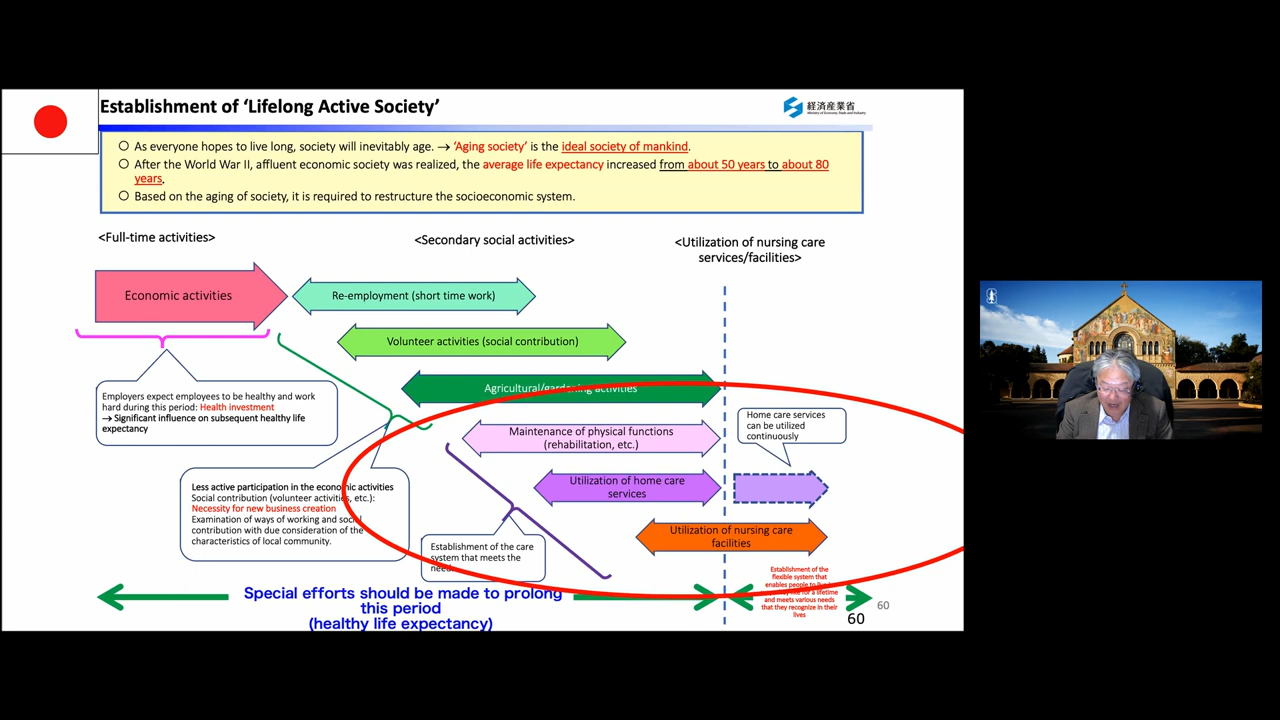 Establishment of ‘Lifelong Active Society’
経済産業省
Ministry of Economy, Trade and Industry
○ As everyone hopes to live long, society will inevitably age. → ‘Aging society’ is the ideal society of mankind.
○ After the World War II, affluent economic society was realized, the average life expectancy increased from about 50 years to about 80
years.
○ Based on the aging of society, it is required to restructure the socioeconomic system.
<Full-time activities>
<Secondary social activities>
<Utilization of nursing care
services/facilities>
Economic activities
Re-employment (short time work)
Volunteer activities (social contribution)
Agricultural/gardening activities
Employers expect employees to be healthy and work
hard during this period: Health investment
→ Significant influence on subsequent healthy life
expectancy
Home care services
can be utilized
continuously
Maintenance of physical functions
(rehabilitation, etc.)
Utilization of home care
services
Less active participation in the economic activities
Social contribution (volunteer activities, etc.):
Necessity for new business creation
Examination of ways of working and social
contribution with due consideration of the
characteristics of local community.
Utilization of nursing care
facilities
Establishment of the care
system that meets the
Special efforts should be made to prolong
this period
(healthy life expectancy)
Establishment of the
flexible system that
enables people to
for a lifetime
and meets various needs
that they recognize in their
lives
60
60